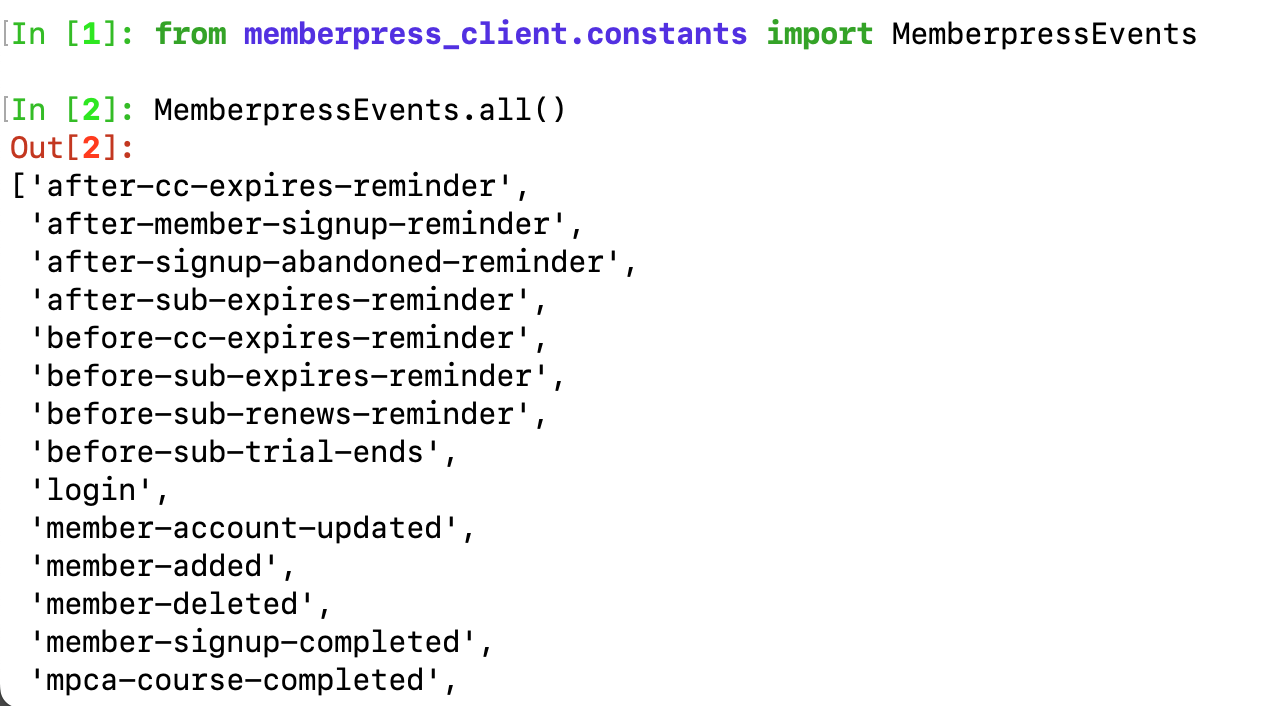 In [1]: from memberpress_client.constants import MemberpressEvents
In [2]: MemberpressEvents.all()
Out[2]:
['after-cc-expires-reminder',
'after-member-signup-reminder',
'after-signup-abandoned-reminder',
'after-sub-expires-reminder',
'before-cc-expires-reminder',
'before-sub-expires-reminder',
'before-sub-renews-reminder',
'before-sub-trial-ends',
'login',
'member-account-updated',
'member-added',
'member-deleted',
'member-signup-completed',
'mpca-course-completed',